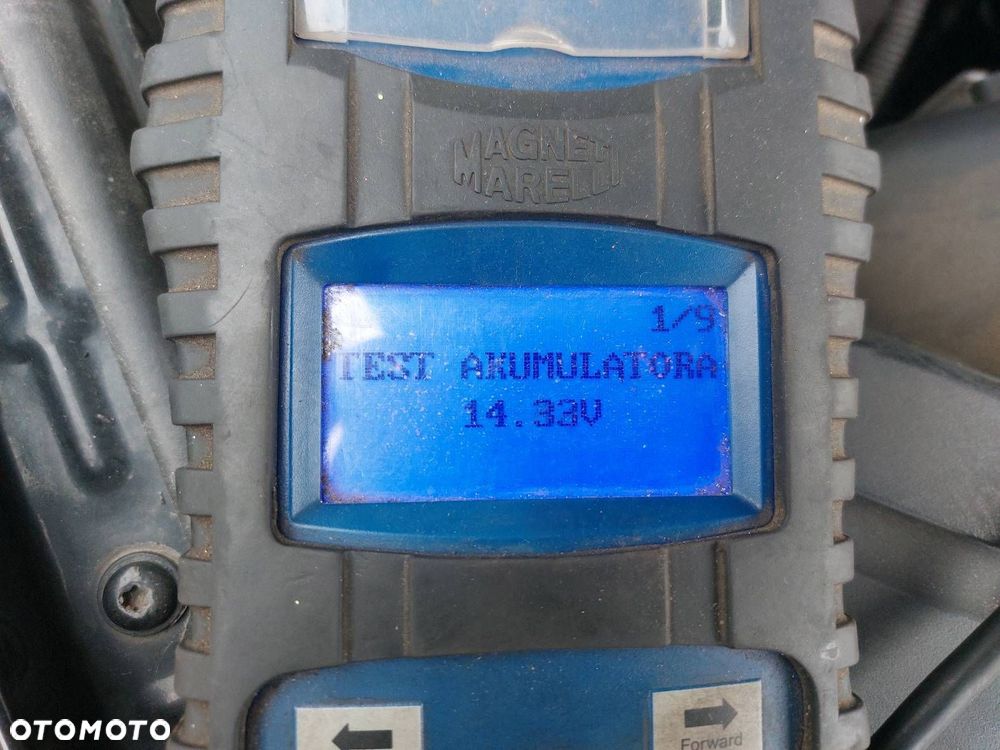 MAGNETI
MARELLI
1/9
TEST AKUMULATORA
14.33V
Forward
OTOMOTO